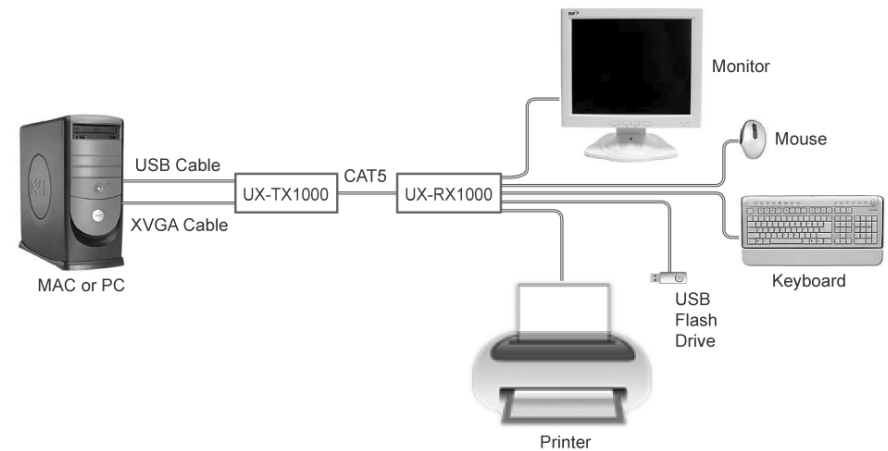 Monitor
Mouse
USB Cable
CAT5
UX-TX1000
UX-RX1000
XVGA Cable
MAC or PC
Keyboard
USB
Flash
Drive
Printer